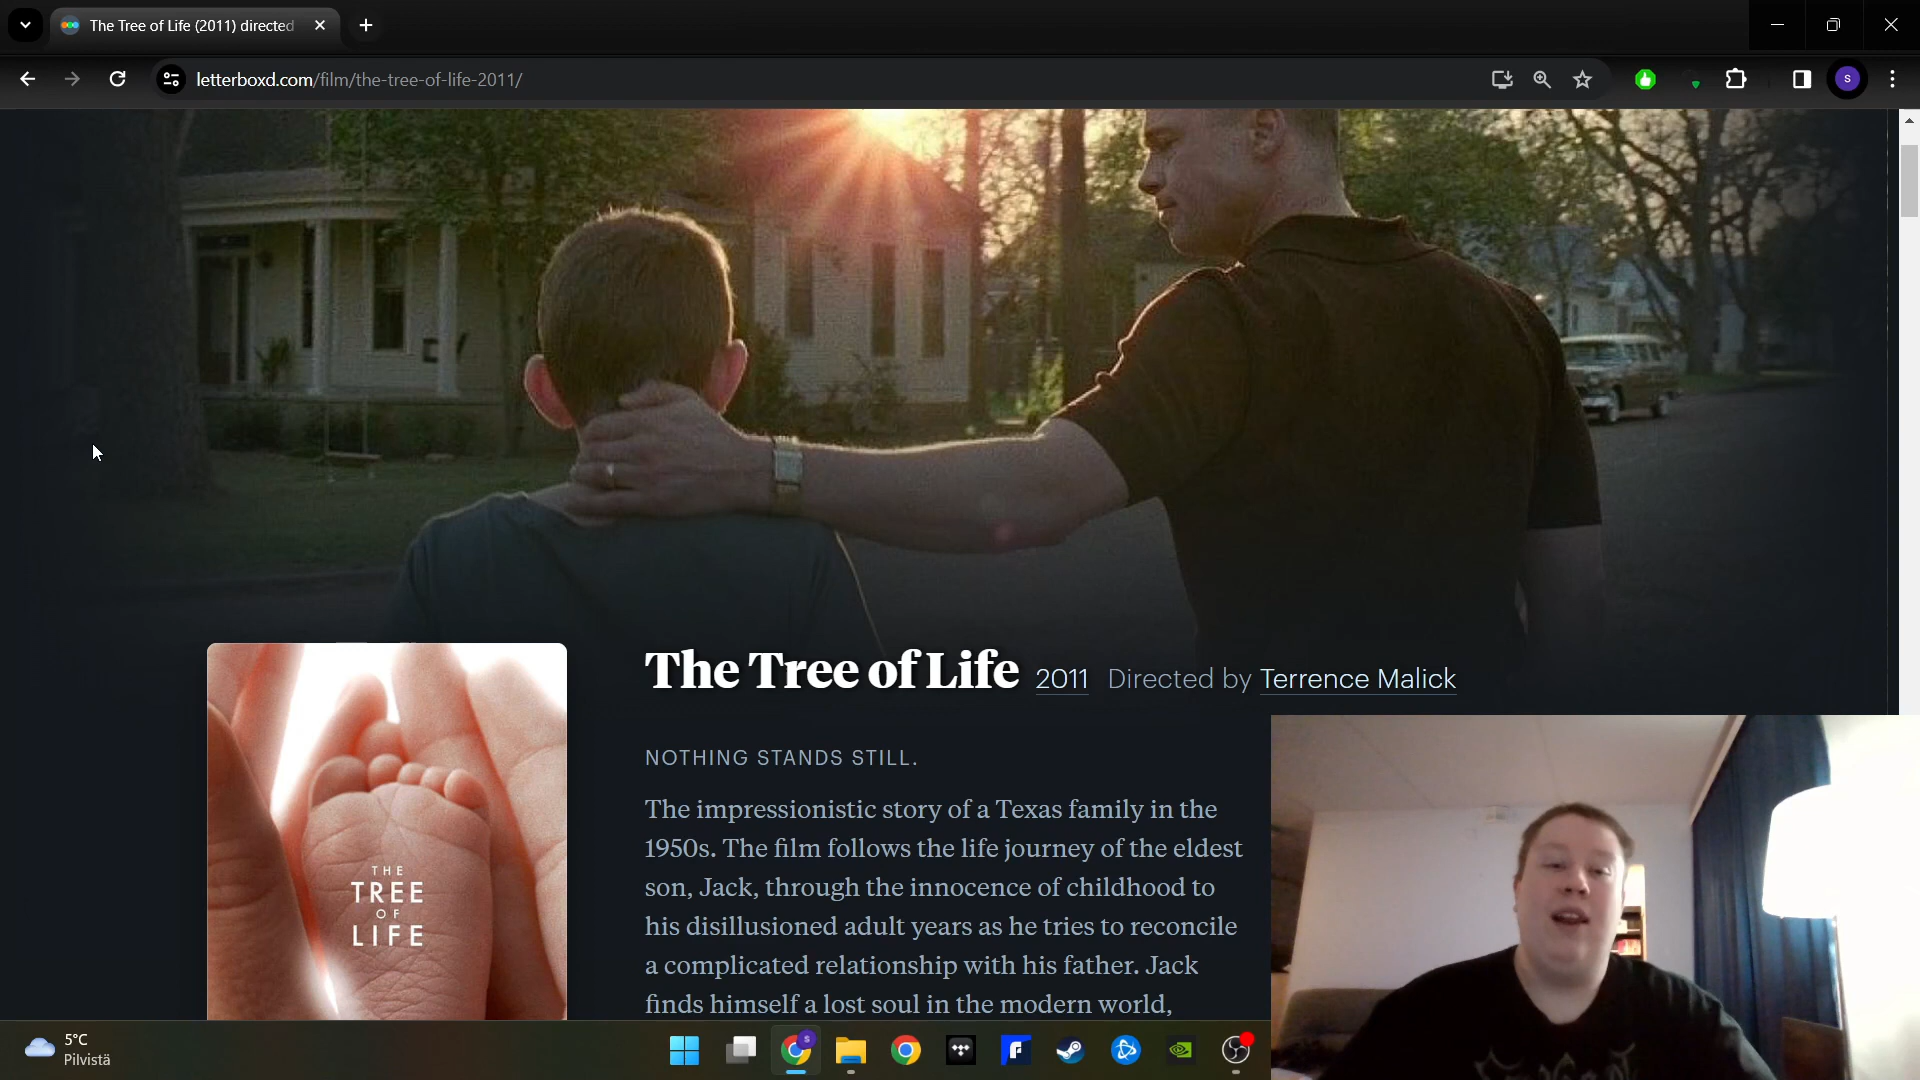 The Tree of Life (2011) directed
letterboxd.com/film/the-tree-of-life-2011/
S
The Tree of Life 2011 Directed by Terrence Malick
NOTHING STANDS STILL.
The impressionistic story of a Texas family in the
1950s. The film follows the life journey of the eldest
son, Jack, through the innocence of childhood to
his disillusioned adult years as he tries to reconcile
a complicated relationship with his father. Jack
finds himself a lost soul in the modern world,
THE
TREE
OF
LIFE
5°C
Pilvistä
S
F